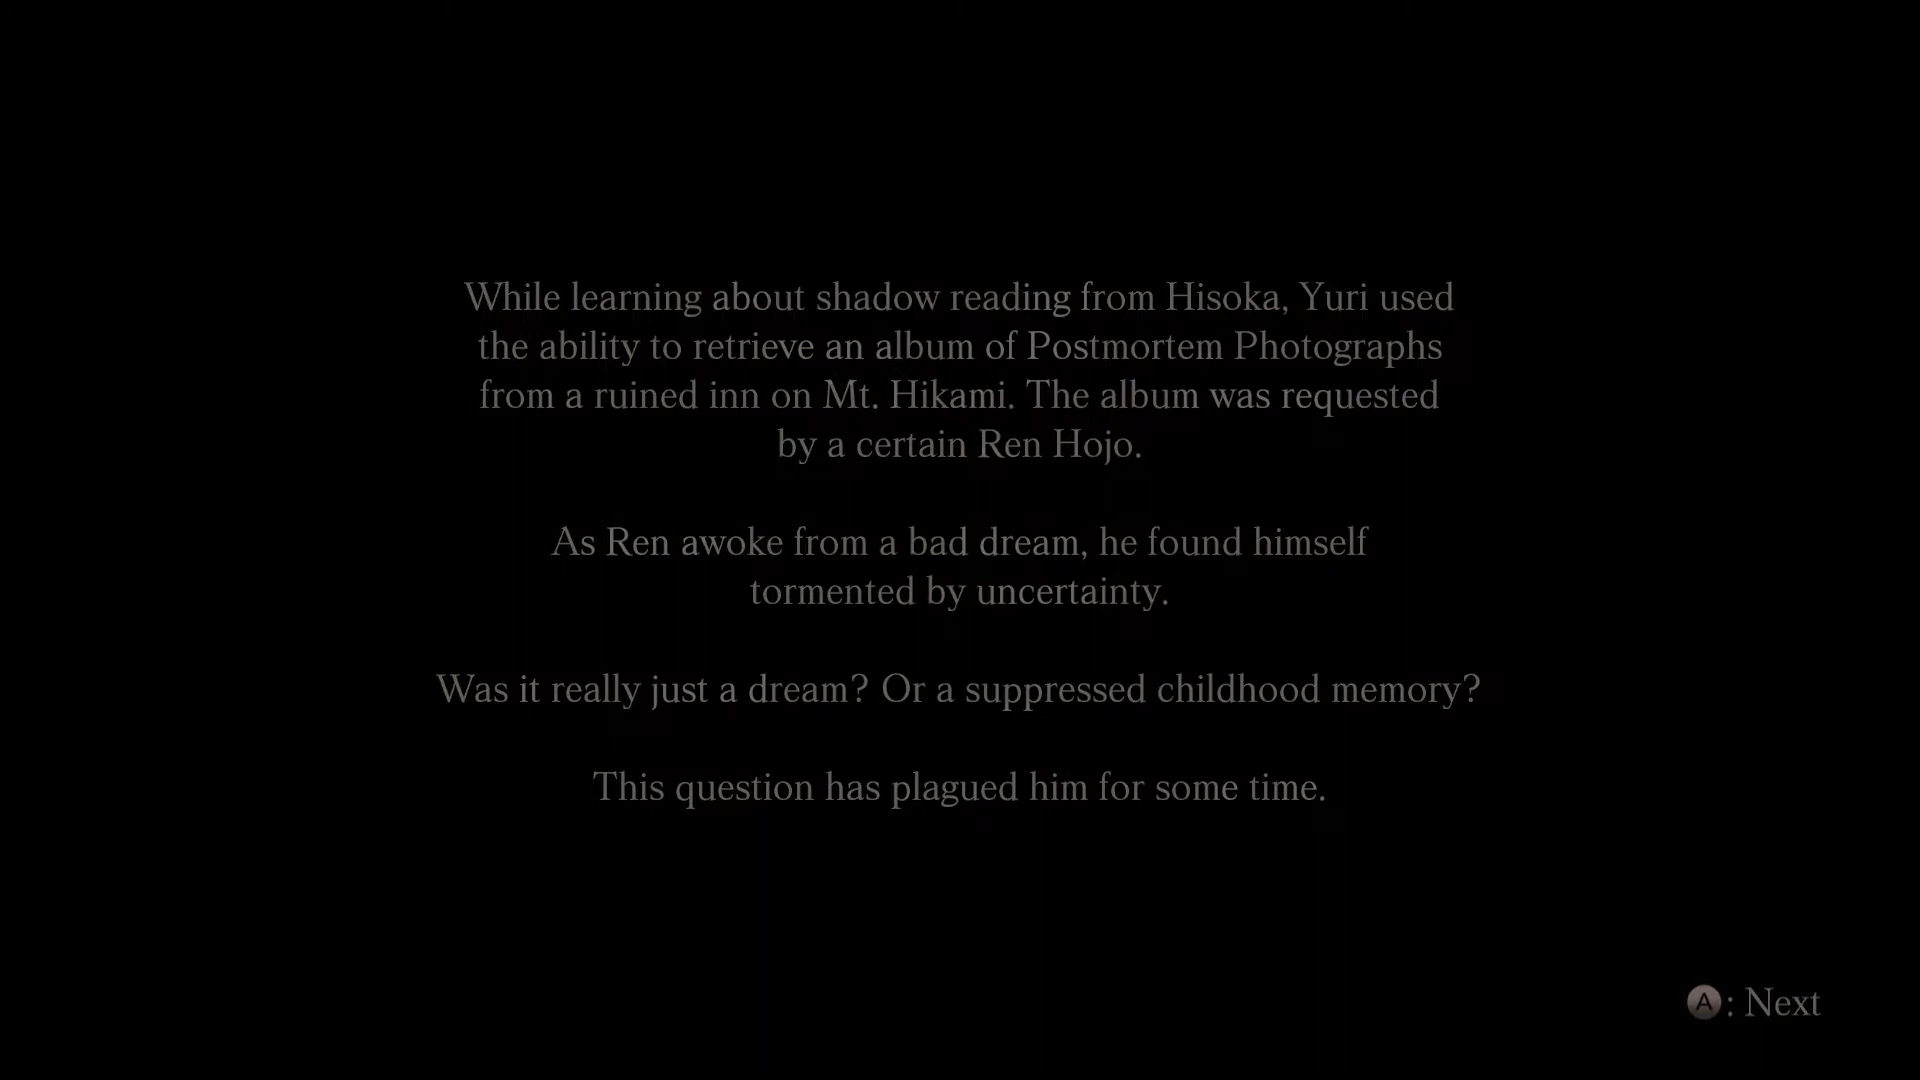 While learning about shadow reading from Hisoka, Yuri used
the ability to retrieve an album of Postmortem Photographs
from a ruined inn on Mt. Hikami. The album was requested
by a certain Ren Hojo.
As Ren awoke from a bad dream, he found himself
tormented by uncertainty.
Was it really just a dream? Or a suppressed childhood memory?
This question has plagued him for some time.
A: Next